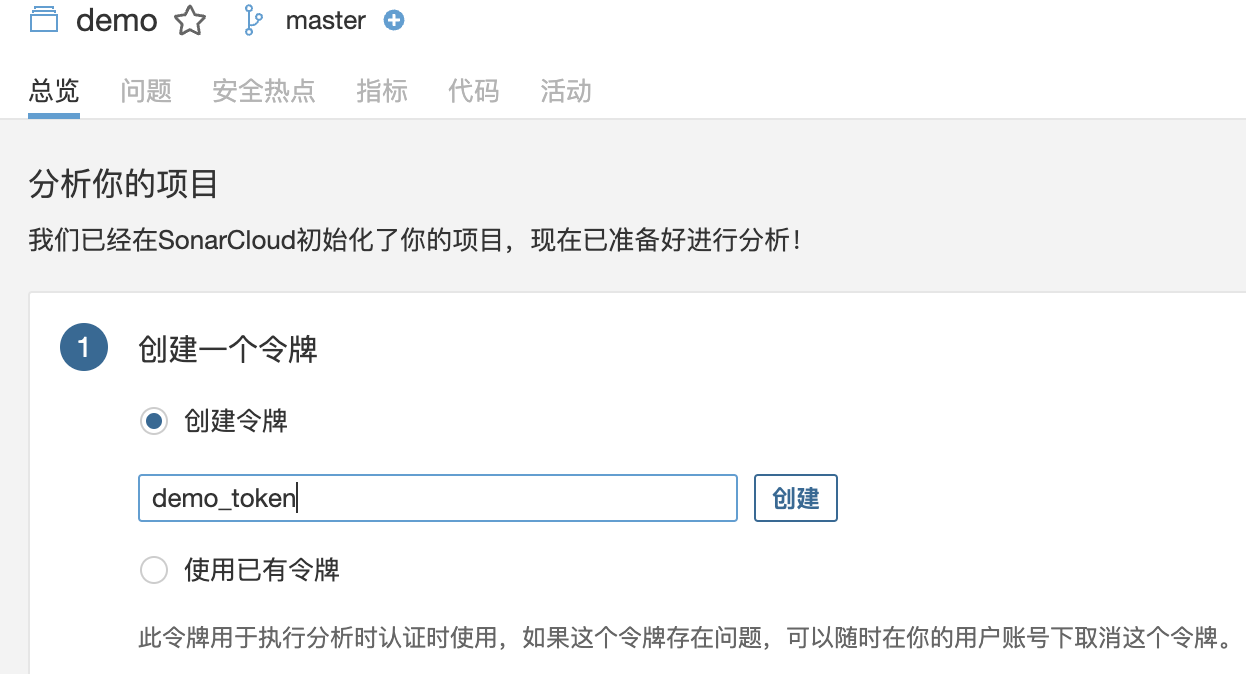 demo master
总览 问题 安全热点 指标 代码 活动
分析你的项目
我们已经在SonarCloud初始化了你的项目，现在已准备好进行分析！
1 创建一个令牌
创建令牌
demo_token 创建
使用已有令牌
此令牌用于执行分析时认证时使用，如果这个令牌存在问题，可以随时在你的用户账号下取消这个令牌。